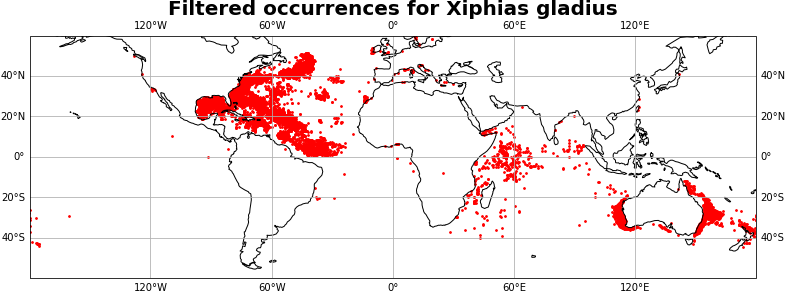 Filtered occurrences for Xiphias gladius
120°W 60°W 0° 60°E 120°E
40°N 40°N
20°N 20°N
0° 0°
20°S 20°S
40°S 40°S
120°W 60°W 0° 60°E 120°E